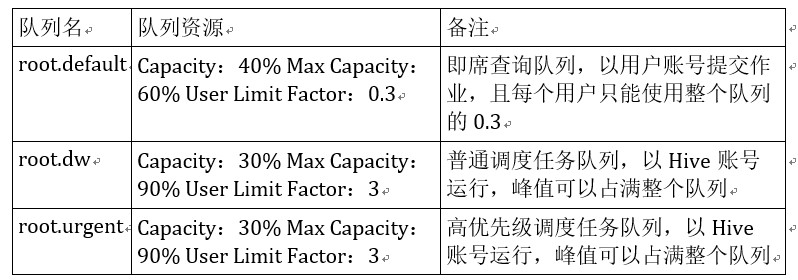 队列名 队列资源 备注
root.default Capacity：40% Max Capacity： 即席查询队列，以用户账号提交作
60% User Limit Factor：0.3 业，且每个用户只能使用整个队列
的 0.3
root.dw Capacity：30% Max Capacity： 普通调度任务队列，以 Hive 账号
90% User Limit Factor：3 运行，峰值可以占满整个队列
root.urgent Capacity：30% Max Capacity： 高优先级调度任务队列，以 Hive
90% User Limit Factor：3 账号运行，峰值可以占满整个队列